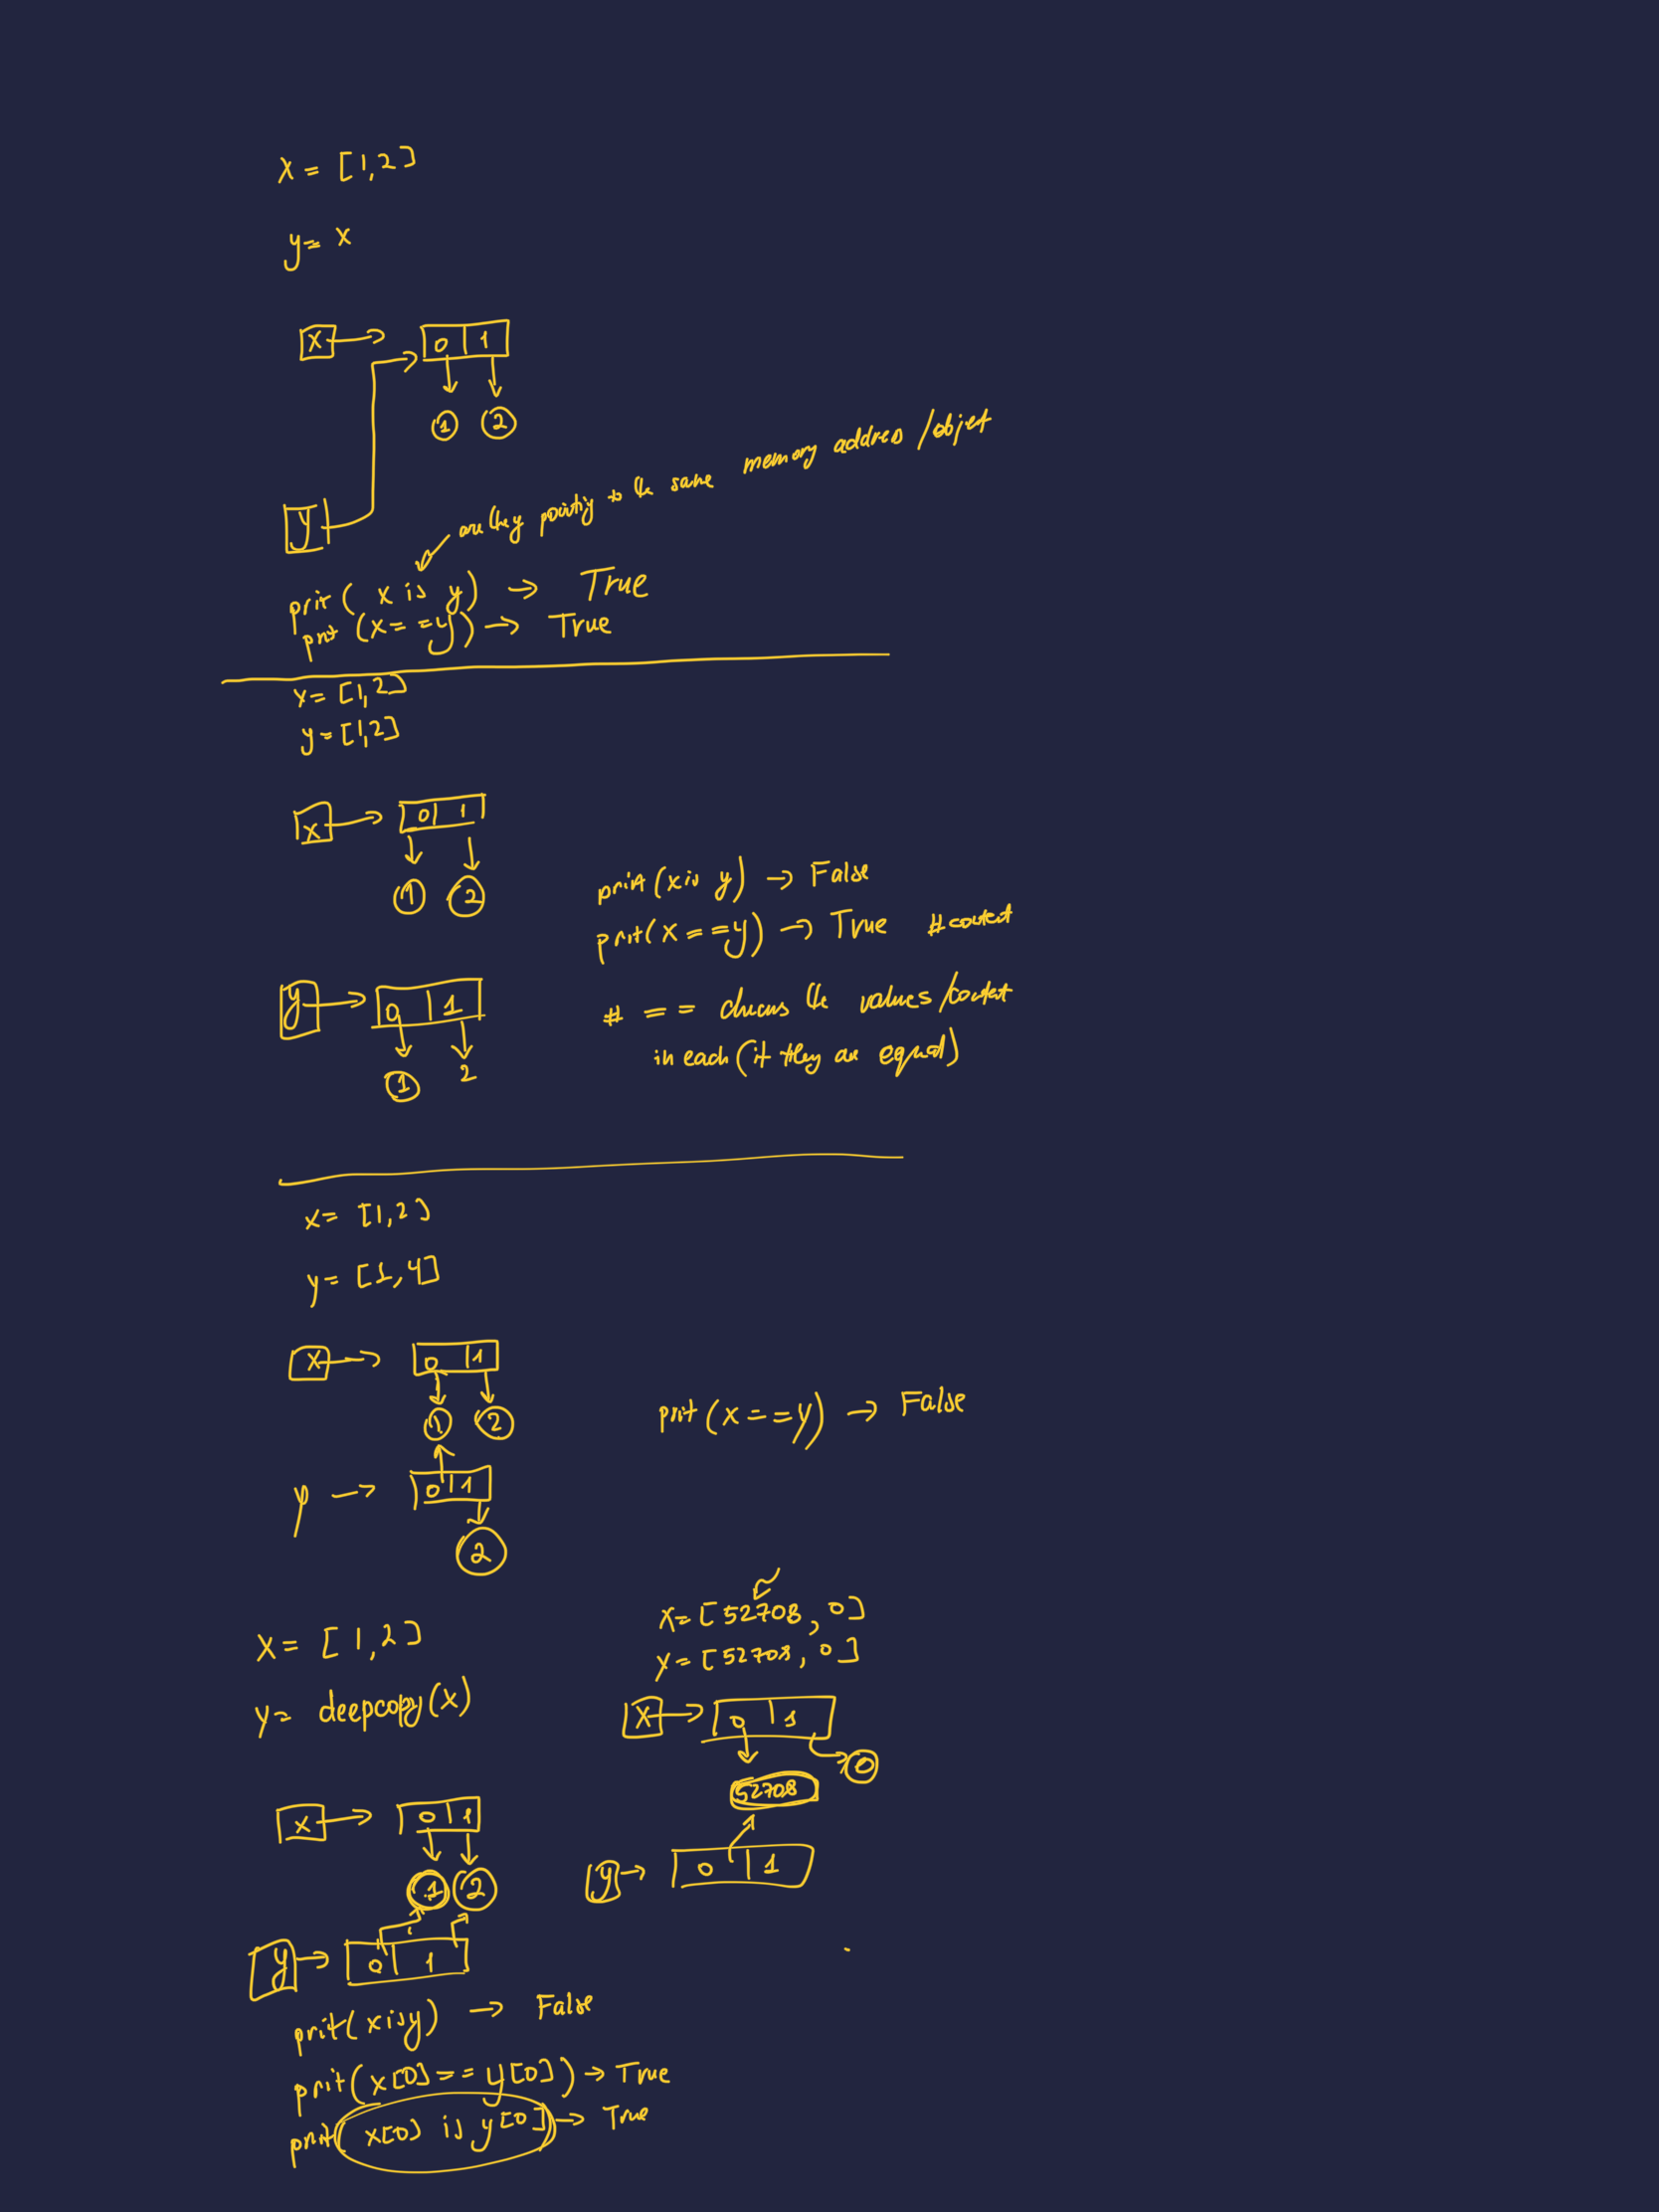 x = [1,2]
y = x
x → 0 1
1 2
y
are they pointing to the same memory address / object
print( x is y) → True
print (x == y) → True
x = [1,2]
y = [1,2]
x → 0 1
1 2
print(x is y) → False
print(x == y) → True #content
y → 0 1
1 2
# == the values/content
in each (if they are equal)
x = [1,2]
y = [1,4]
x → 0 1
1 2
print(x == y) → False
y → 0 1
2
x = [1,2]
y = deepcopy(x)
x → 0 1
1 2
y → 0 1
print(x is y) → False
print(x[0] == y[0]) → True
print(x[0] is y[0]) → True
x = [52708, 0]
y = [52708, 0]
x → 0 1
0
52708
y → 0 1